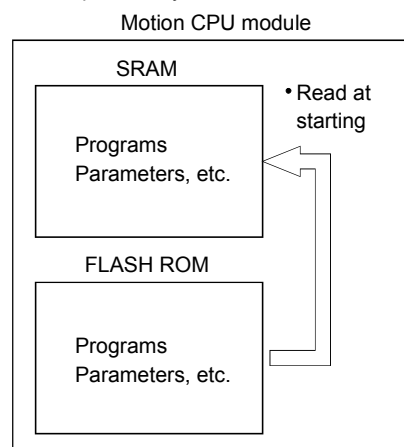 Motion CPU module
SRAM
• Read at
starting
Programs
Parameters, etc.
FLASH ROM
Programs
Parameters, etc.